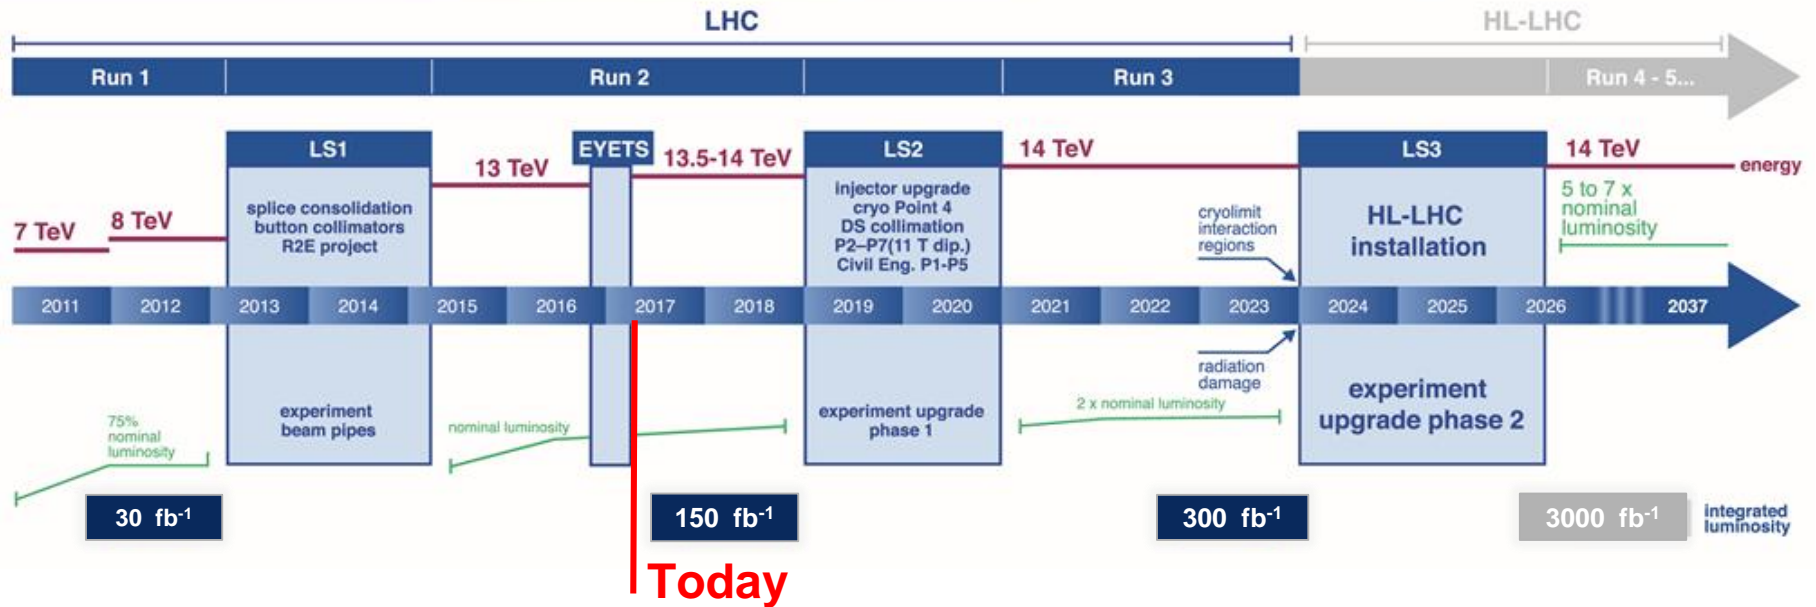 LHC
HL-LHC
Run 1
Run 2
Run 3
Run 4 - 5...
LS1
splice consolidation
button collimators
R2E project
EYETS
LS2
injector upgrade
cryo Point 4
DS collimation
P2–P7(11 T dip.)
Civil Eng. P1-P5
LS3
HL-LHC
installation
7 TeV
8 TeV
13 TeV
13.5-14 TeV
14 TeV
14 TeV
energy
cryolimit
interaction
regions
5 to 7 x
nominal
luminosity
2011
2012
2013
2014
2015
2016
2017
2018
2019
2020
2021
2022
2023
2024
2025
2026
2037
75%
nominal
luminosity
experiment
beam pipes
nominal luminosity
experiment upgrade
phase 1
2 x nominal luminosity
radiation
damage
experiment
upgrade phase 2
30 fb-1
150 fb-1
300 fb-1
3000 fb-1
integrated
luminosity
Today